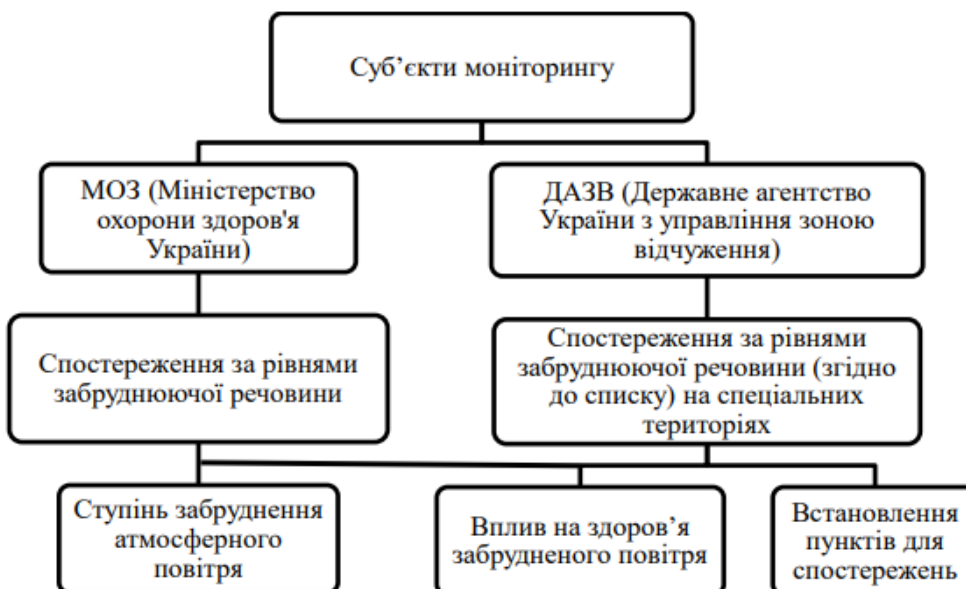 Суб’єкти моніторингу
МОЗ (Міністерство
охорони здоров'я
України)
ДАЗВ (Державне агентство
України з управління зоною
відчуження)
Спостереження за рівнями
забруднюючої речовини
Спостереження за рівнями
забруднюючої речовини (згідно
до списку) на спеціальних
територіях
Ступінь забруднення
атмосферного
повітря
Вплив на здоров’я
забрудненого повітря
Встановлення
пунктів для
спостережень